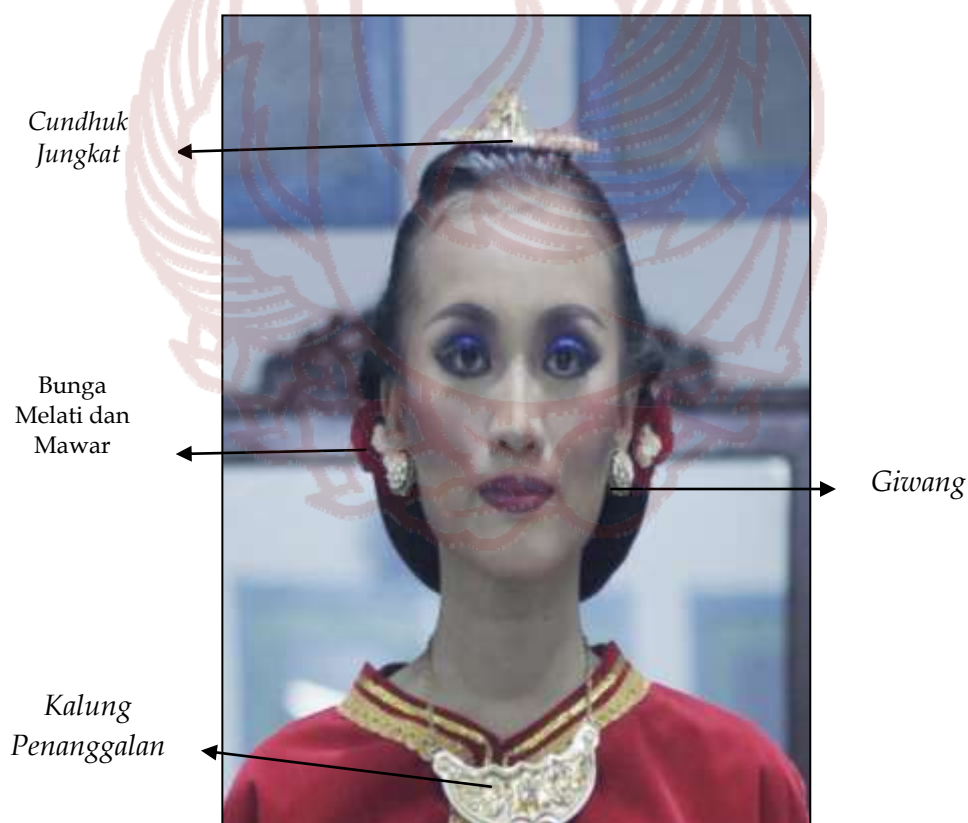 Cundhuk
Jungkat
Bunga
Melati dan
Mawar
Giwang
Kalung
Penanggalan